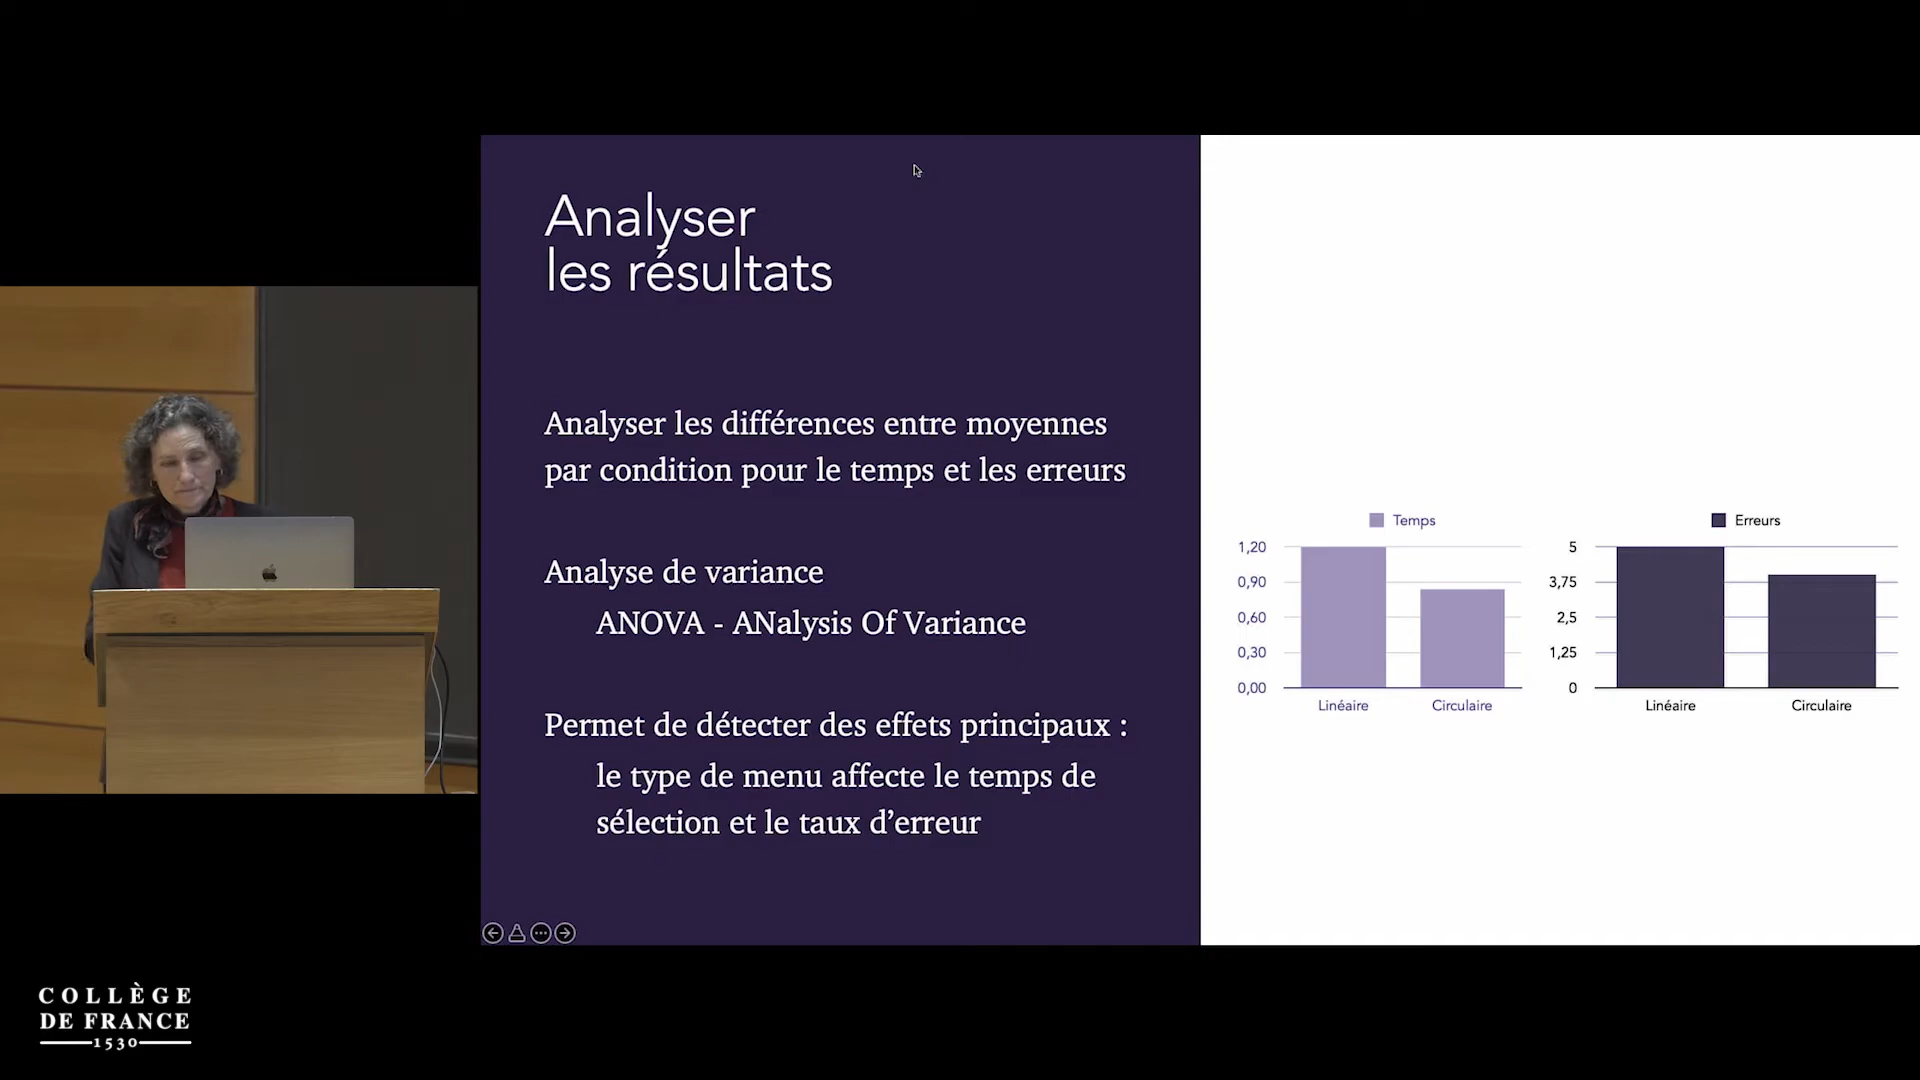 Analyser
les résultats
Analyser les différences entre moyennes
par condition pour le temps et les erreurs
Analyse de variance
ANOVA - ANalysis Of Variance
Permet de détecter des effets principaux :
le type de menu affecte le temps de
sélection et le taux d’erreur
Temps
1,20
0,90
0,60
0,30
0,00
Linéaire
Circulaire
Erreurs
5
3,75
2,5
1,25
0
Linéaire
Circulaire
COLLÈGE
DE FRANCE
1530